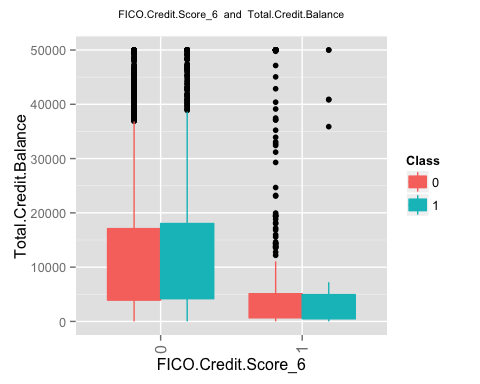 FICO.Credit.Score_6 and Total.Credit.Balance
Total.Credit.Balance
50000
40000
30000
20000
10000
0
0
1
FICO.Credit.Score_6
Class
0
1